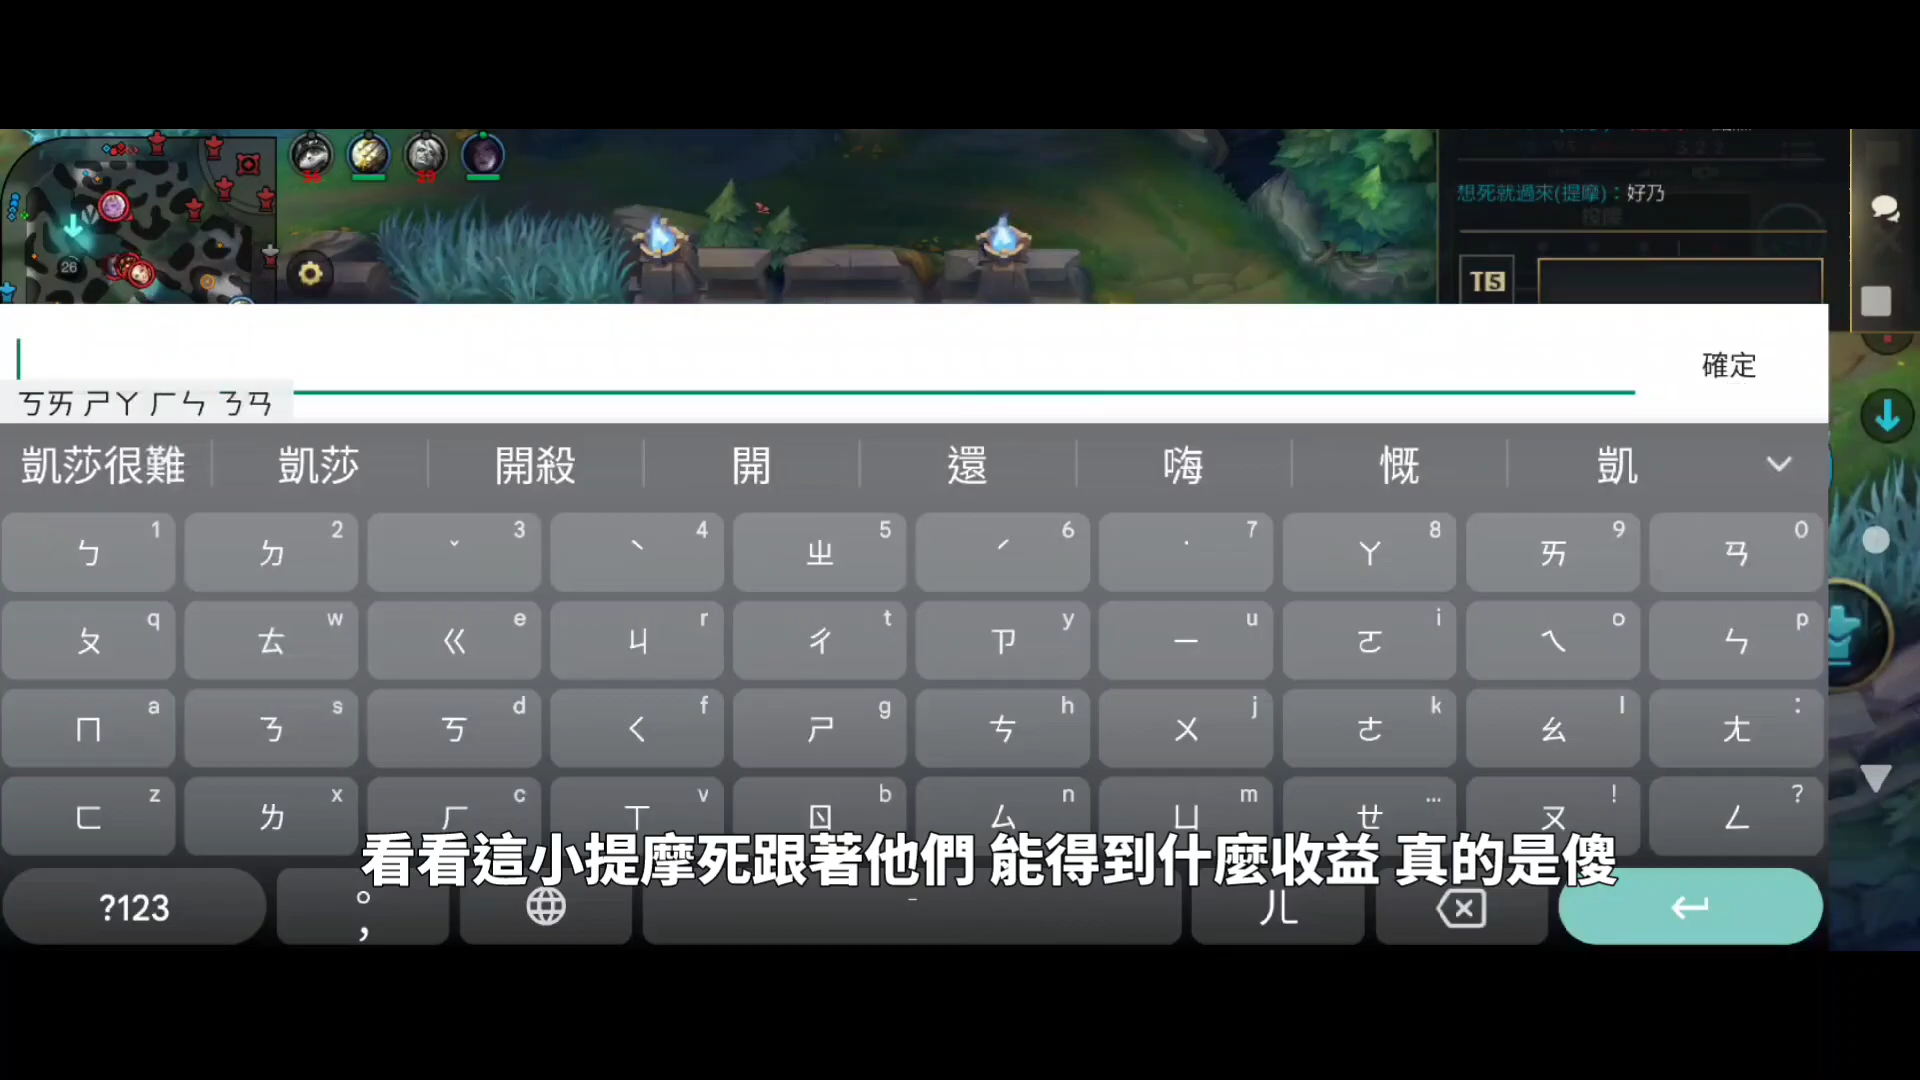 想死就過來(提摩)：好乃
T5
26
確定
ㄎㄞ ㄕㄚ ㄏㄣ ㄋㄢ
凱莎很難 凱莎 開殺 開 還 嗨 慨 凱
ㄅ 1 ㄉ 2 ˇ 3 ˋ 4 ㄓ 5 ˊ 6 ˙ 7 ㄚ 8 ㄞ 9 ㄢ 0
ㄆ q ㄊ w ㄍ e ㄐ r ㄔ t ㄗ y ㄧ u ㄛ i ㄟ o ㄣ p
ㄇ a ㄋ s ㄎ d ㄑ f ㄕ g ㄘ h ㄨ j ㄜ k ㄠ l ㄤ :
ㄈ z ㄌ x ㄏ c ㄒ v ㄖ b ㄙ n ㄩ m ㄝ … ㄡ ! ㄥ ?
看看這小提摩死跟著他們 能得到什麼收益 真的是傻
?123 ° , ㄦ